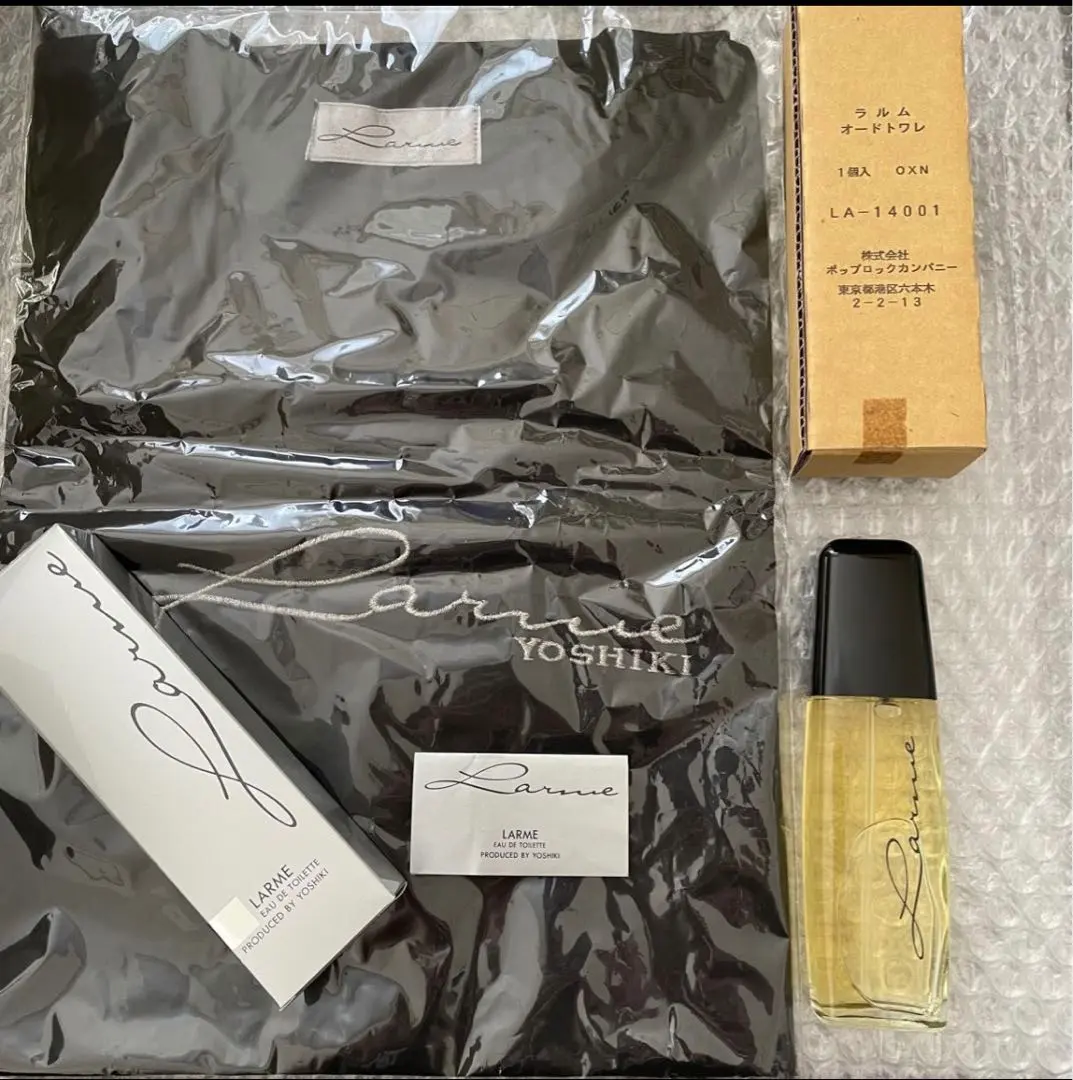 Larme
ラルム
オードトワレ
1個入 OXN
LA-14001
株式会社
ポップロックカンパニー
東京都港区六本木
2-2-13
Larme
YOSHIKI
Larme
LARME
EAU DE TOILETTE
PRODUCED BY YOSHIKI
Larme
LARME
EAU DE TOILETTE
PRODUCED BY YOSHIKI
Larme